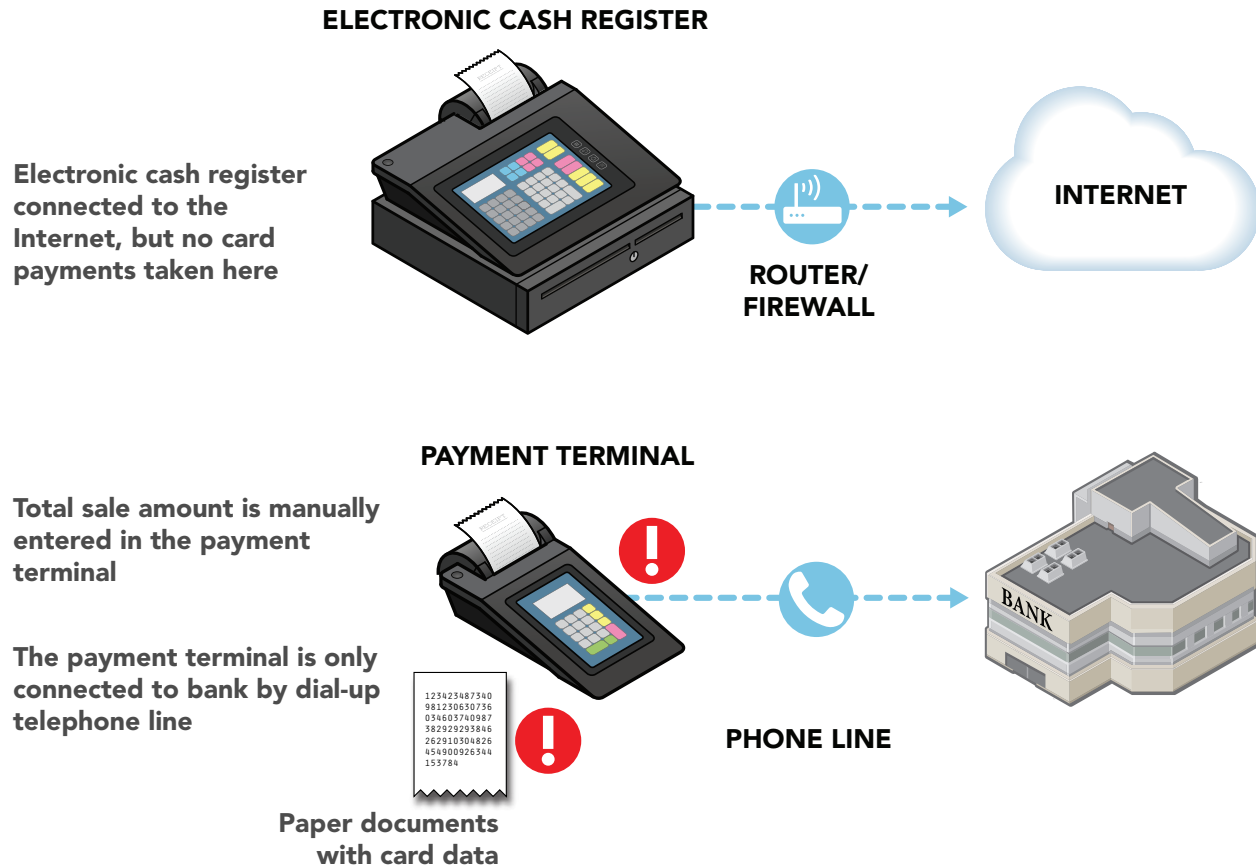 ELECTRONIC CASH REGISTER
RECEIPT
Electronic cash register
connected to the
Internet, but no card
payments taken here
INTERNET
ROUTER/
FIREWALL
PAYMENT TERMINAL
Total sale amount is manually
entered in the payment
terminal
RECEIPT
BANK
The payment terminal is only
connected to bank by dial-up
telephone line
123423487340
981230630736
034603740987
382929293846
262910304826
454900926344
153784
PHONE LINE
Paper documents
with card data